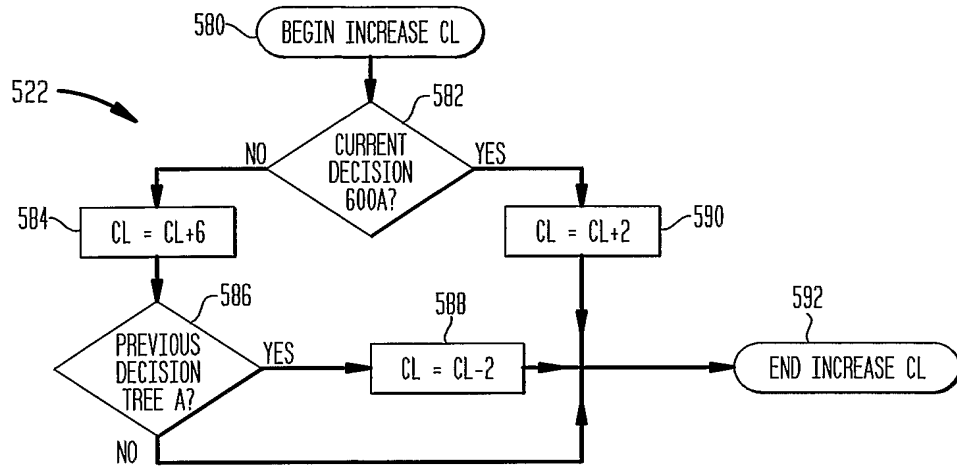 580
BEGIN INCREASE CL
522
582
CURRENT
DECISION
600A?
NO
YES
584
CL = CL+6
CL = CL+2
590
586
PREVIOUS
DECISION
TREE A?
YES
588
CL = CL-2
592
END INCREASE CL
NO